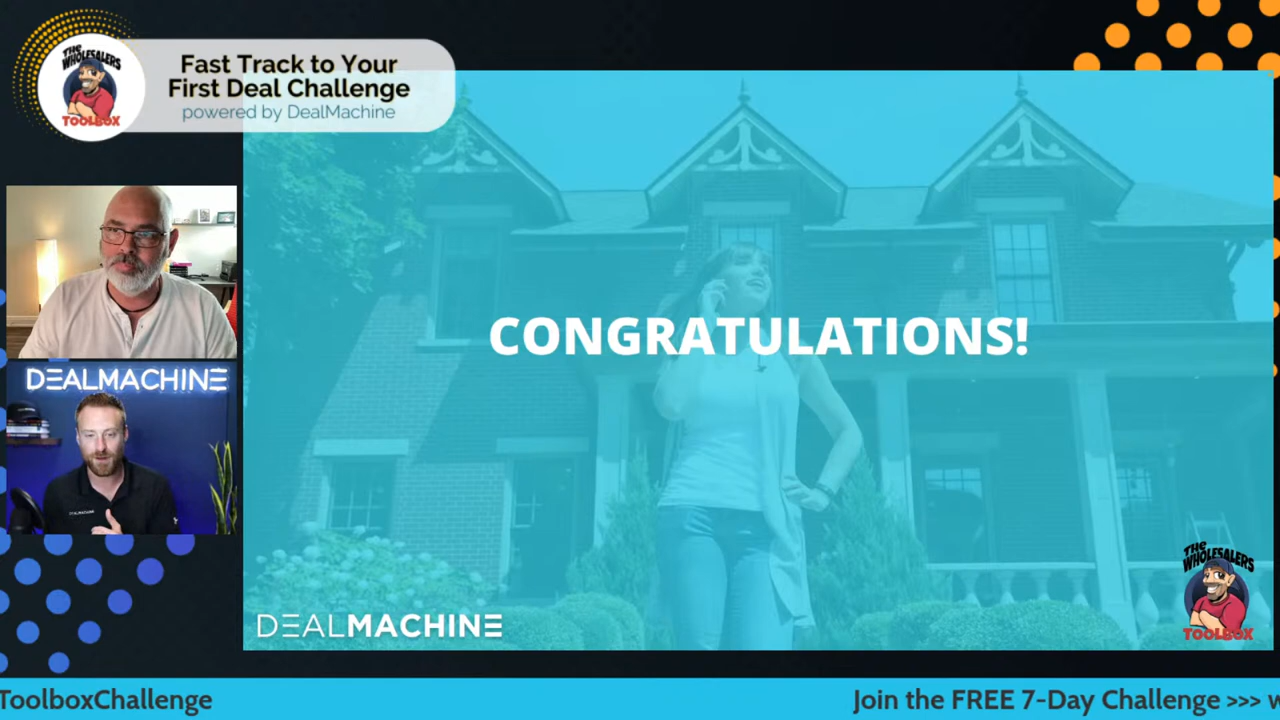 THE
WHOLESALERS
TOOLBOX
Fast Track to Your
First Deal Challenge
powered by DealMachine
DEALMACHINE
CONGRATULATIONS!
DEALMACHINE
THE
WHOLESALERS
TOOLBOX
ToolboxChallenge
Join the FREE 7-Day Challenge >>> w